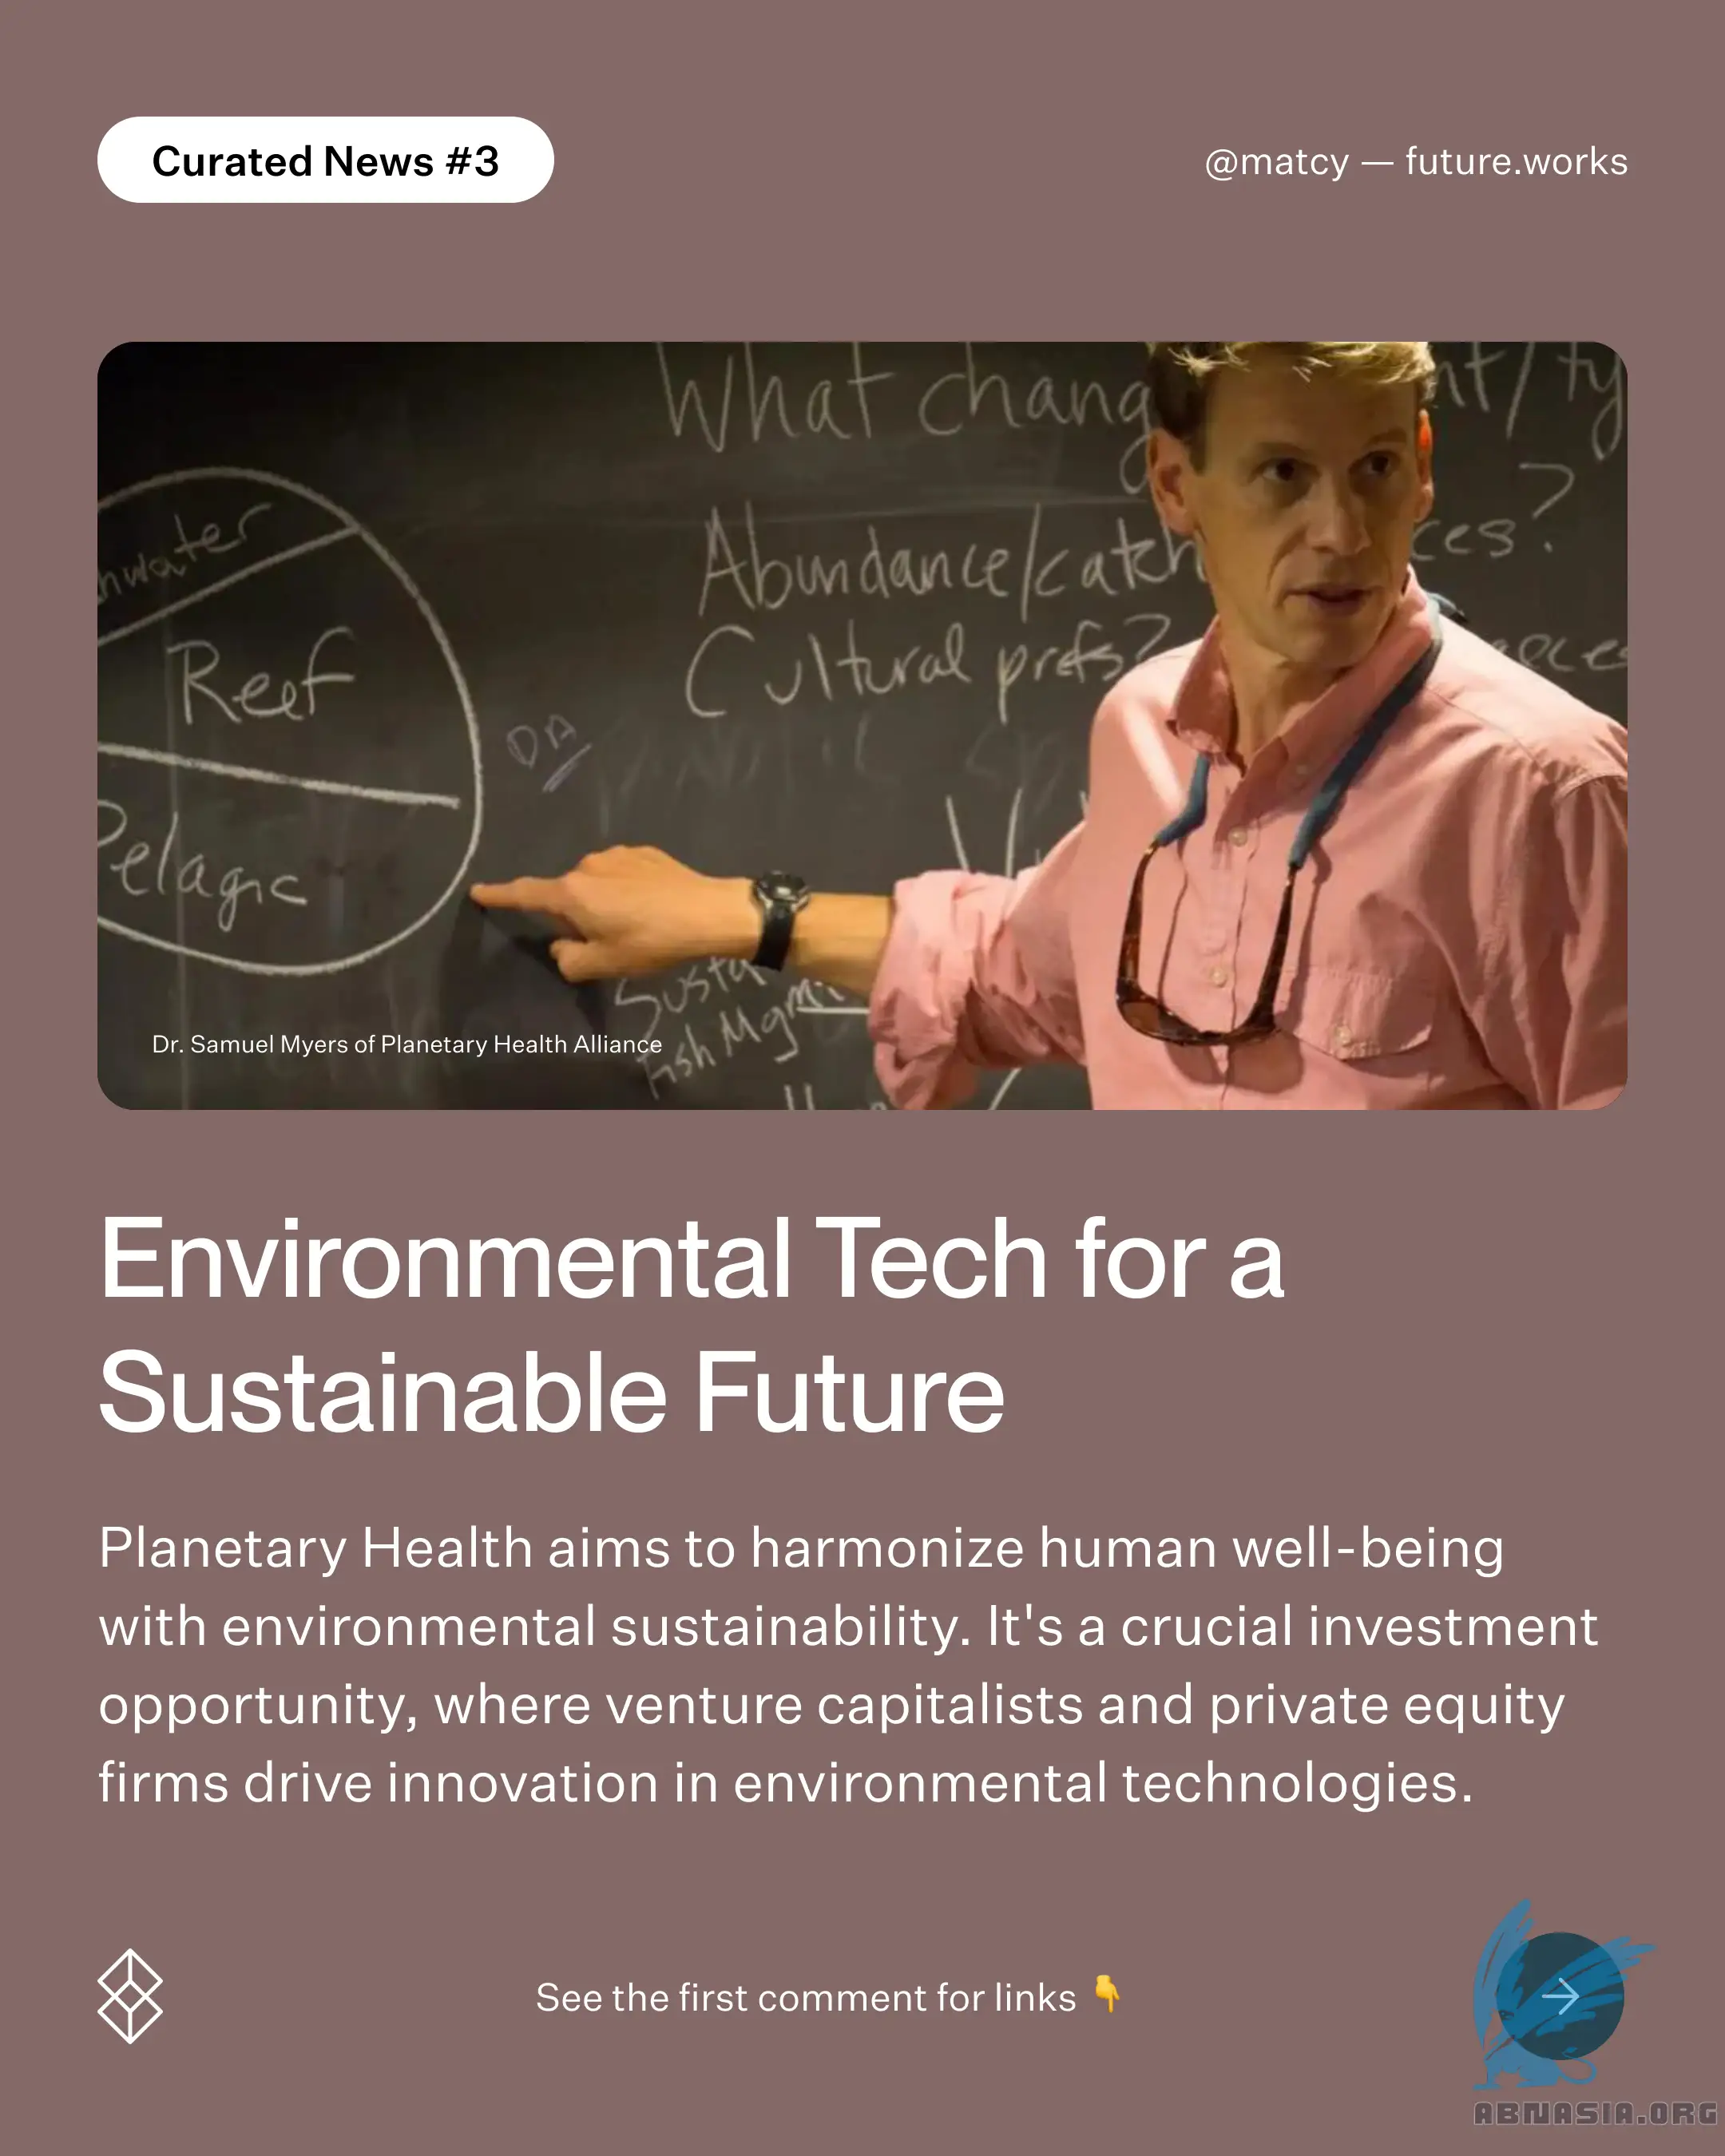 Curated News #3
@matcy — future.works
What chang
Abundance/catch
Cultural prefs?
Reef
Pelagic
Fish Mgmt
Dr. Samuel Myers of Planetary Health Alliance
Environmental Tech for a
Sustainable Future
Planetary Health aims to harmonize human well-being
with environmental sustainability. It's a crucial investment
opportunity, where venture capitalists and private equity
firms drive innovation in environmental technologies.
See the first comment for links 👇
ABNASIA.ORG